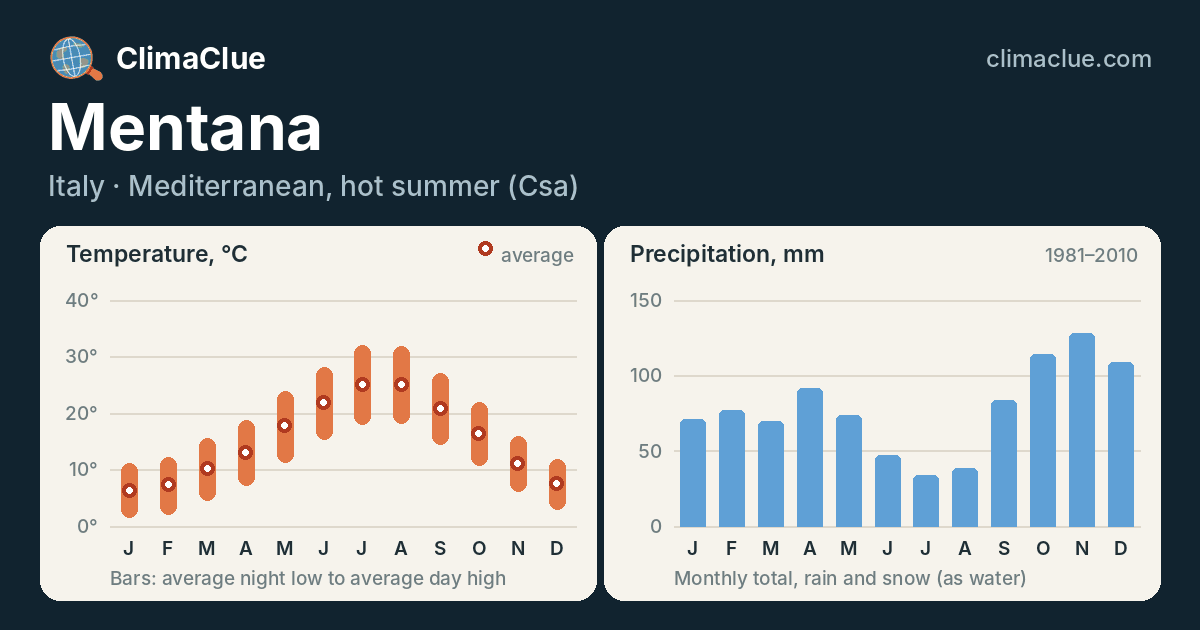 ClimaClue
climaclue.com
Mentana
Italy · Mediterranean, hot summer (Csa)
Temperature, °C
average
40°
30°
20°
10°
0°
J F M A M J J A S O N D
Bars: average night low to average day high
Precipitation, mm
1981–2010
150
100
50
0
J F M A M J J A S O N D
Monthly total, rain and snow (as water)